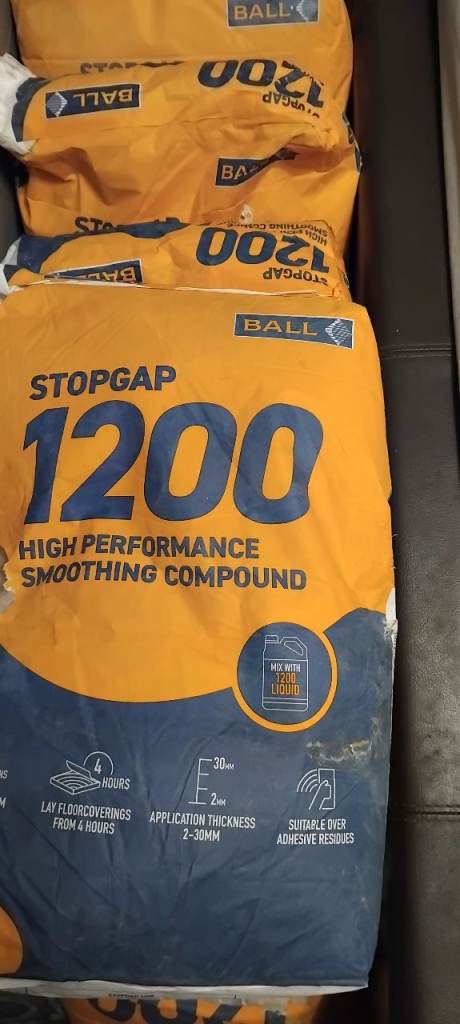 BALL
1200
STOPGAP
BALL
STOPGAP
1200
STOPGAP
BALL
BALL
STOPGAP
1200
HIGH PERFORMANCE
SMOOTHING COMPOUND
MIX WITH
1200
LIQUID
4
HOURS
LAY FLOORCOVERINGS
FROM 4 HOURS
30MM
2MM
APPLICATION THICKNESS
2-30MM
SUITABLE OVER
ADHESIVE RESIDUES